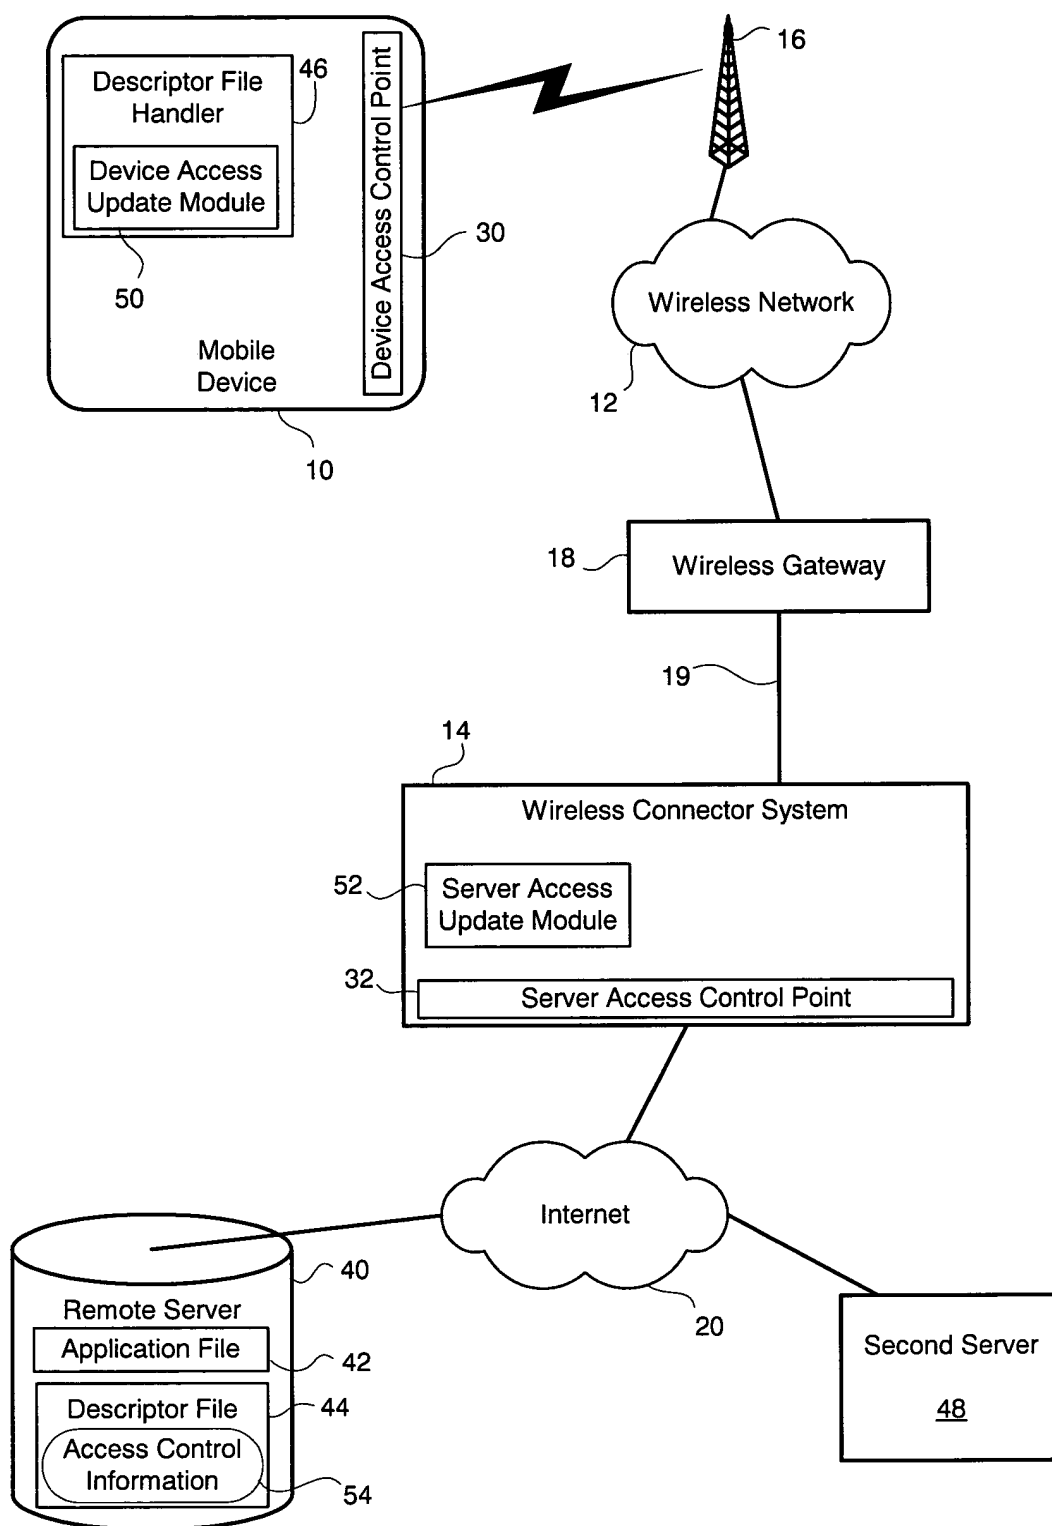 16
46
Descriptor File
Handler
Device Access
Update Module
50
Device Access Control Point
30
Mobile
Device
10
Wireless Network
12
18
Wireless Gateway
19
14
Wireless Connector System
52
Server Access
Update Module
32
Server Access Control Point
Internet
20
40
Remote Server
Application File
42
Descriptor File
44
Access Control
Information
54
Second Server
48